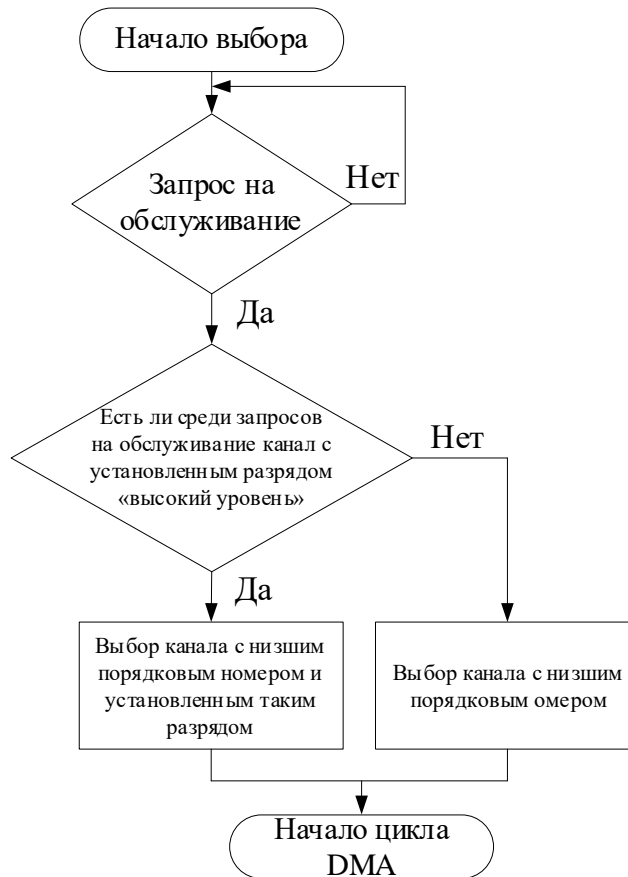 Начало выбора
Запрос на
обслуживание
Нет
Да
Есть ли среди запросов
на обслуживание канал с
установленным разрядом
«высокий уровень»
Нет
Да
Выбор канала с низшим
порядковым номером и
установленным таким
разрядом
Выбор канала с низшим
порядковым омером
Начало цикла
DMA